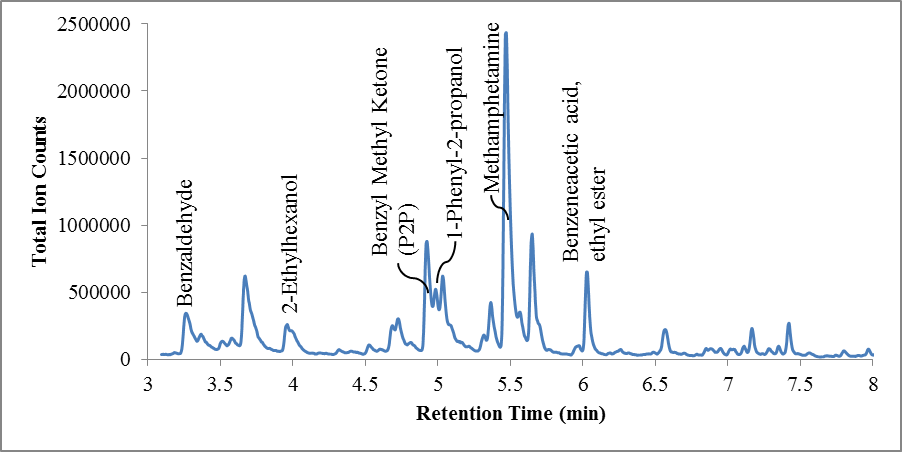 Total Ion Counts
2500000
2000000
1500000
1000000
500000
0
Benzaldehyde
2-Ethylhexanol
Benzyl Methyl Ketone
(P2P)
1-Phenyl-2-propanol
Methamphetamine
Benzeneacetic acid,
ethyl ester
3 3.5 4 4.5 5 5.5 6 6.5 7 7.5 8
Retention Time (min)